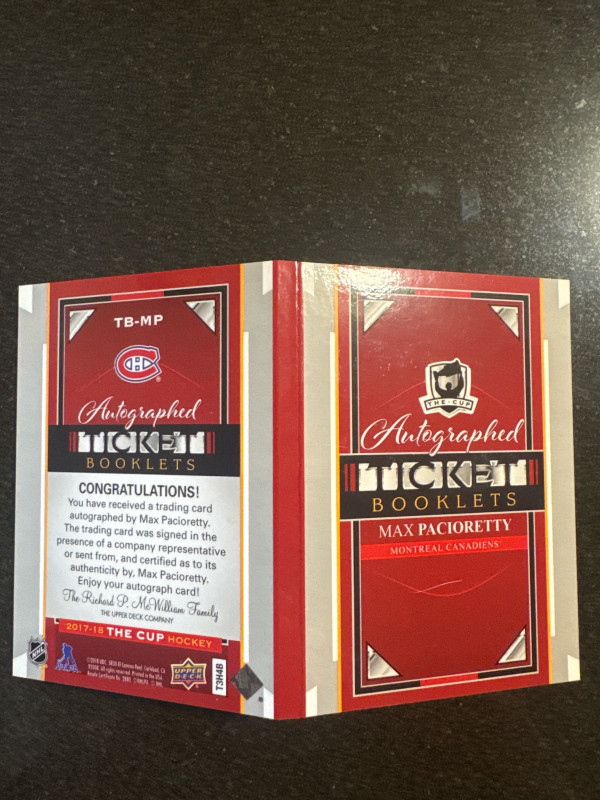 TB-MP
Autographed
TICKET
BOOKLETS
CONGRATULATIONS!
You have received a trading card
autographed by Max Pacioretty.
The trading card was signed in the
presence of a company representative
or sent from, and certified as to its
authenticity by, Max Pacioretty.
Enjoy your autograph card!
The Richard P. McWilliam Family
THE UPPER DECK COMPANY
2017-18 THE CUP HOCKEY
NHL
UPPER
DECK
T3H4B
THE·CUP
Autographed
TICKET
BOOKLETS
MAX PACIORETTY
MONTREAL CANADIENS